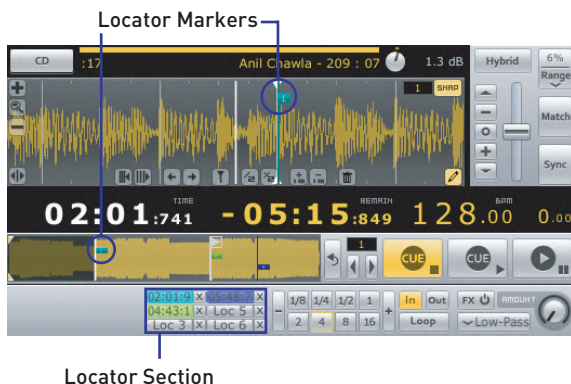 Locator Markers
CD :17 Anil Chawla - 209 : 07 1.3 dB Hybrid 6%
Range
1 SNAP
1
Match
Sync
TIME REMAIN BPM
02:01:741 -05:15:849 128.00 0.00
1
CUE CUE
02:01:9 X 05:48:7 X
04:43:1 X Loc 5 X
Loc 3 X Loc 6 X
- 1/8 1/4 1/2 1 +
2 4 8 16
In Out
Loop
FX AMOUNT
Low-Pass
Locator Section